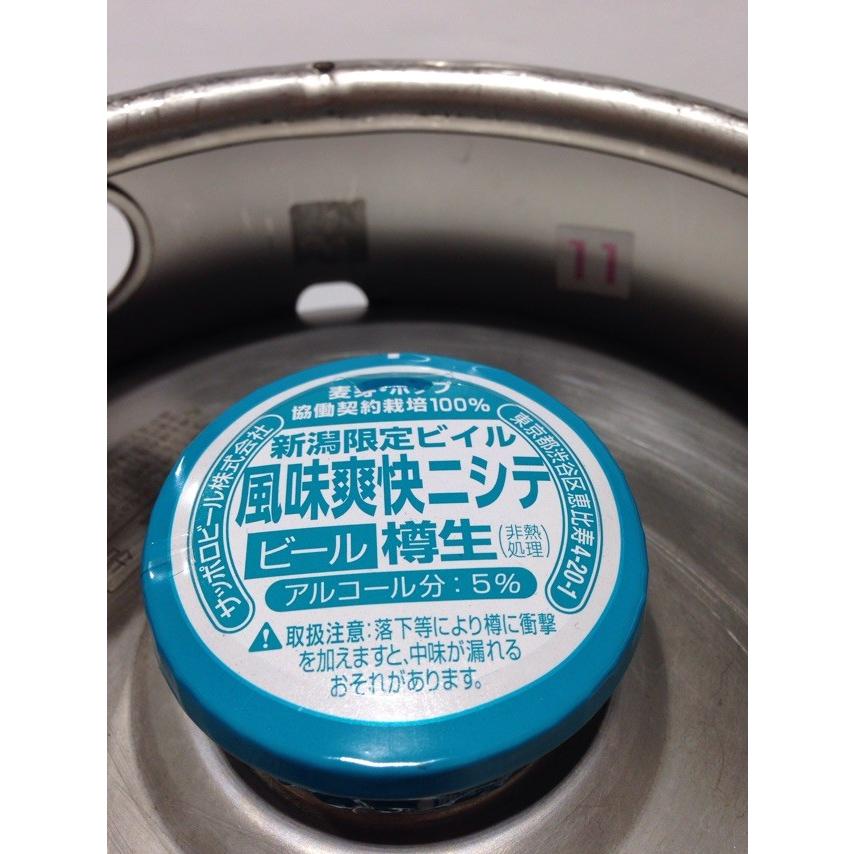 麦芽・ホップ
協働契約栽培100%
新潟限定ビイル
風味爽快ニシテ
ビール 樽生 (非熱処理)
アルコール分：5%
サッポロビール株式会社
東京都渋谷区恵比寿4-20-1
取扱注意:落下等により樽に衝撃
を加えますと、中味が漏れる
おそれがあります。
11